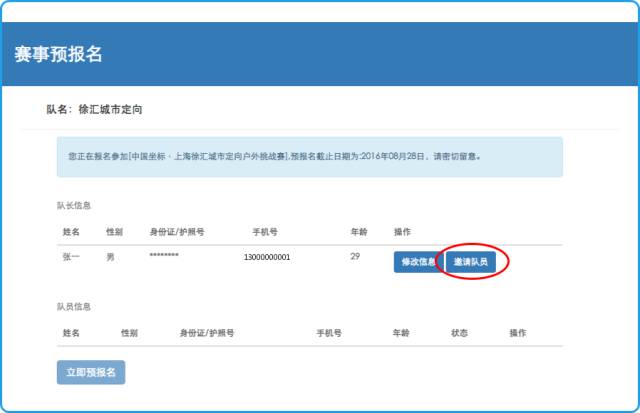 赛事预报名
队名：徐汇城市定向
您正在报名参加[中国坐标·上海徐汇城市定向户外挑战赛],预报名截止日期为:2016年08月28日、请密切留意。
队长信息
姓名 性别 身份证/护照号 手机号 年龄 操作
张一 男 ******** 13000000001 29 修改信息 邀请队员
队员信息
姓名 性别 身份证/护照号 手机号 年龄 状态 操作
立即预报名